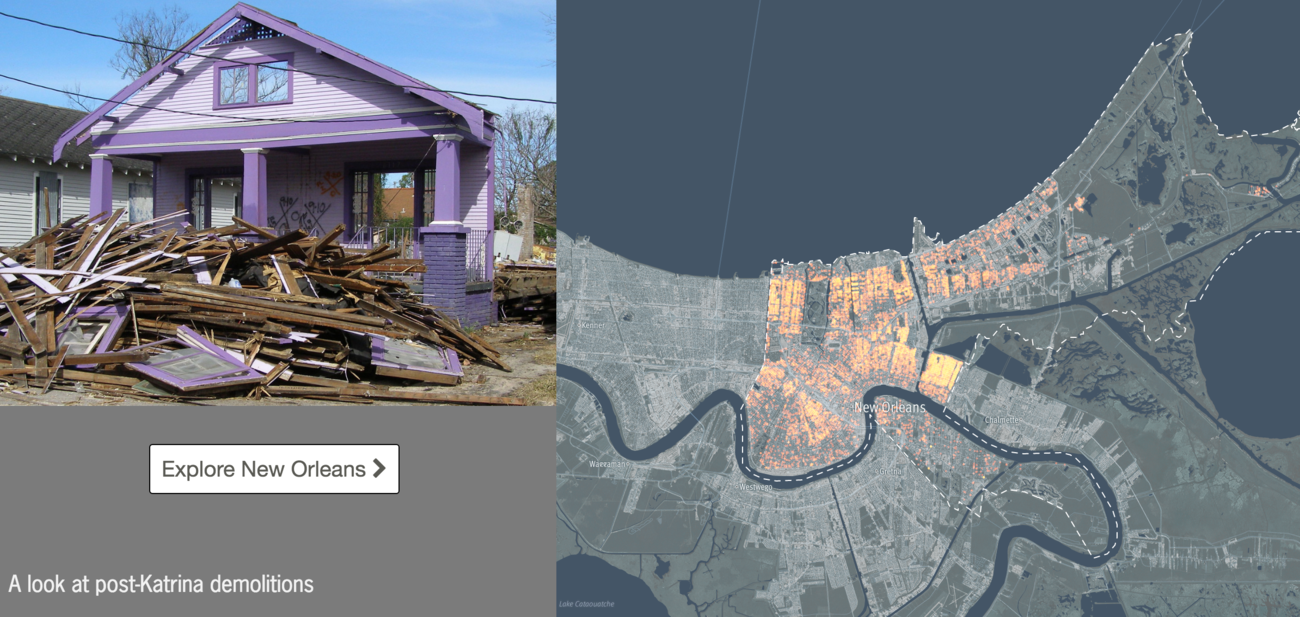 Explore New Orleans
A look at post-Katrina demolitions
Kenner
New Orleans
Chalmette
Waggaman
Gretna
Westwego
Lake Cataouatche